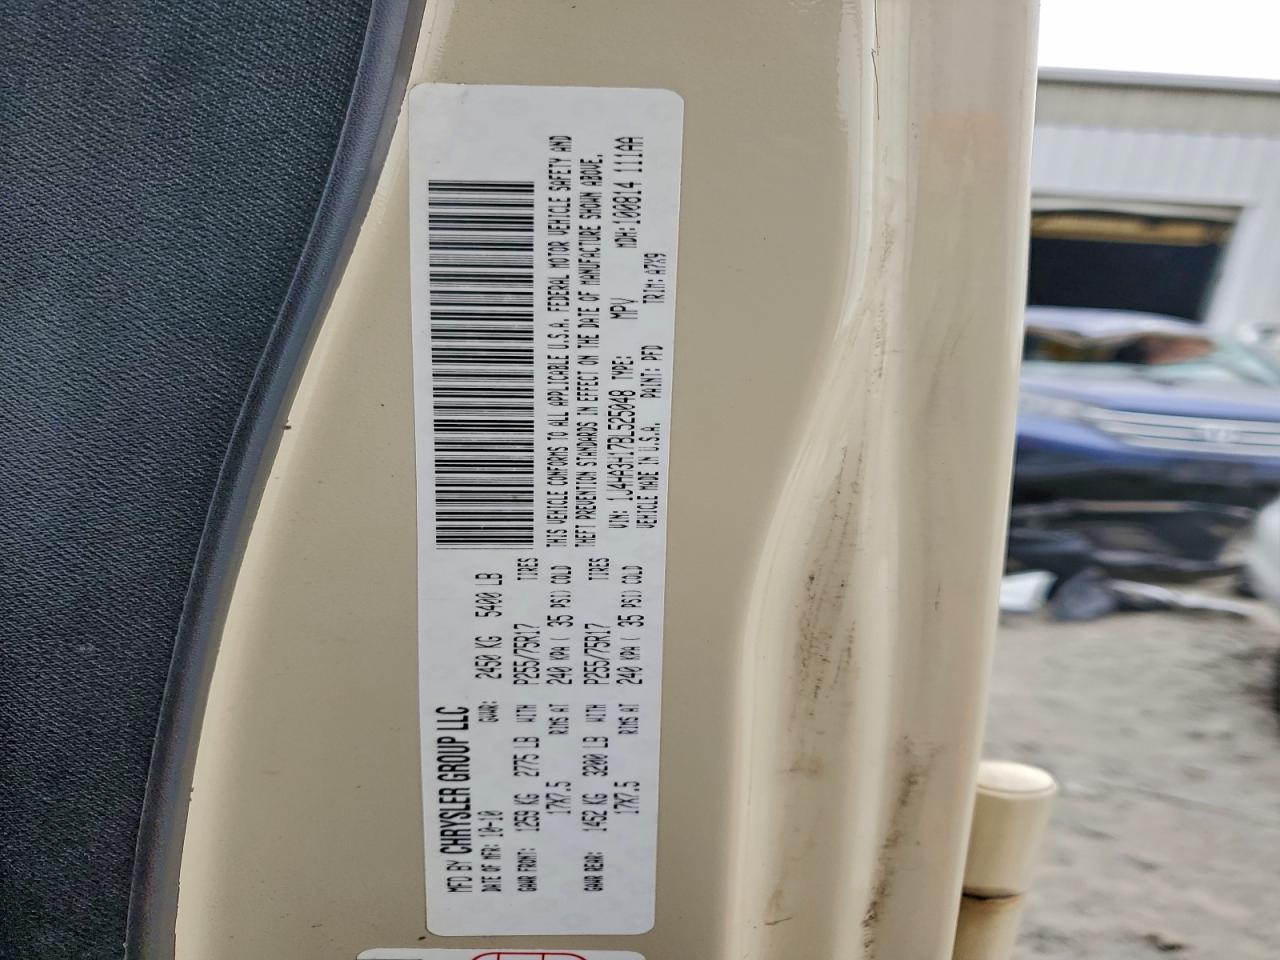 MFD BY CHRYSLER GROUP LLC
DATE OF MFR: 10-10 GVWR: 2450 KG 5400 LB
GAWR FRONT: 1259 KG 2775 LB WITH P255/75R17 TIRES
17X7.5 RIMS AT 240 KPA ( 35 PSI) COLD
GAWR REAR: 1452 KG 3200 LB WITH P255/75R17 TIRES
17X7.5 RIMS AT 240 KPA ( 35 PSI) COLD
THIS VEHICLE CONFORMS TO ALL APPLICABLE U.S.A. FEDERAL MOTOR VEHICLE SAFETY AND
THEFT PREVENTION STANDARDS IN EFFECT ON THE DATE OF MANUFACTURE SHOWN ABOVE.
VIN: 1J4HA3H17BL525048 TYPE: MPV MDH: 100814 111AA
VEHICLE MADE IN U.S.A. PAINT: PFD TRIM: A7X9